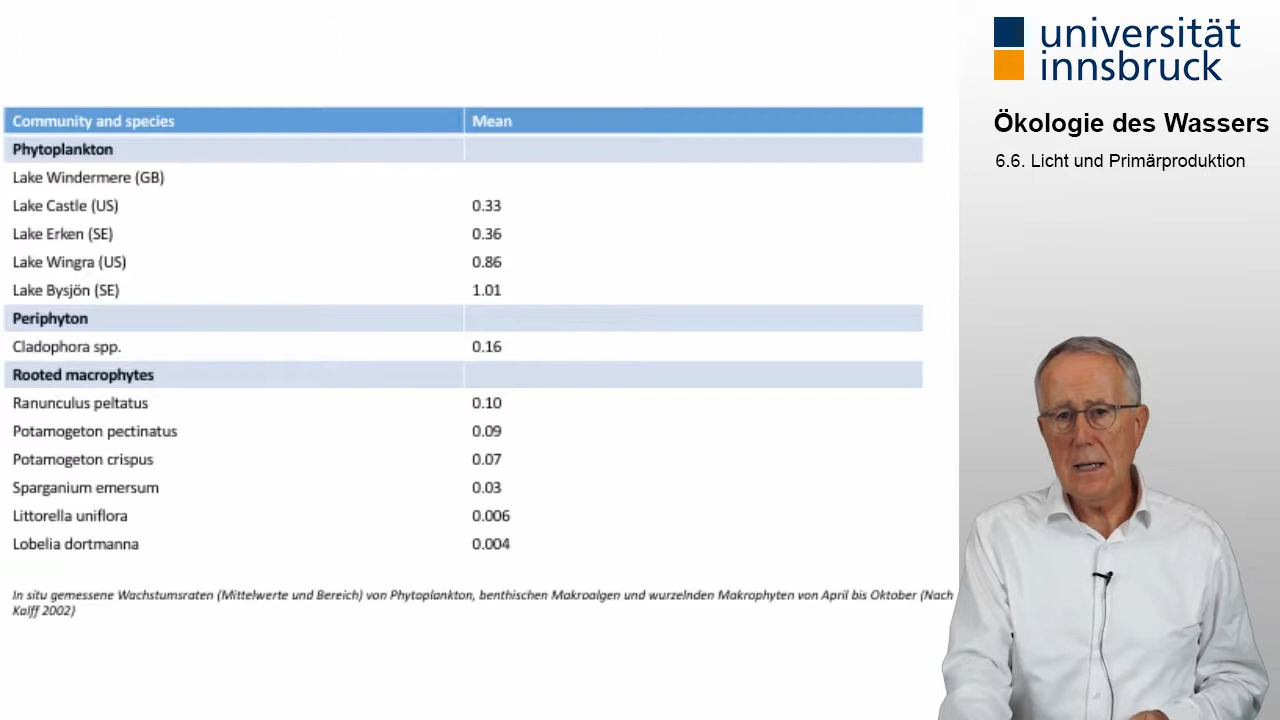 universität
innsbruck
Ökologie des Wassers
6.6. Licht und Primärproduktion
Community and species Mean
Phytoplankton
Lake Windermere (GB)
Lake Castle (US) 0.33
Lake Erken (SE) 0.36
Lake Wingra (US) 0.86
Lake Bysjön (SE) 1.01
Periphyton
Cladophora spp. 0.16
Rooted macrophytes
Ranunculus peltatus 0.10
Potamogeton pectinatus 0.09
Potamogeton crispus 0.07
Sparganium emersum 0.03
Littorella uniflora 0.006
Lobelia dortmanna 0.004
In situ gemessene Wachstumsraten (Mittelwerte und Bereich) von Phytoplankton, benthischen Makroalgen und wurzelnden Makrophyten von April bis Oktober (Nach
Kalff 2002)